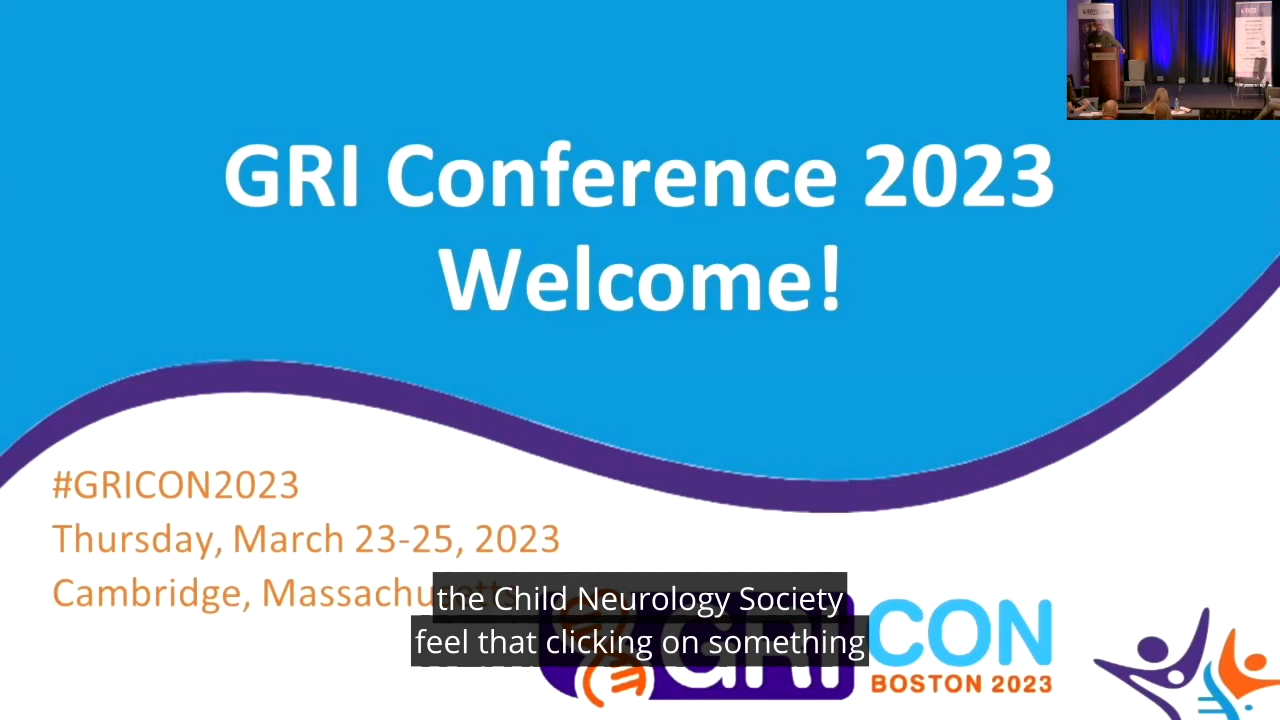 GRI Conference 2023
Welcome!
#GRICON2023
Thursday, March 23-25, 2023
Cambridge,
the Child Neurology Society
feel that clicking on something
GRI CON
BOSTON 2023